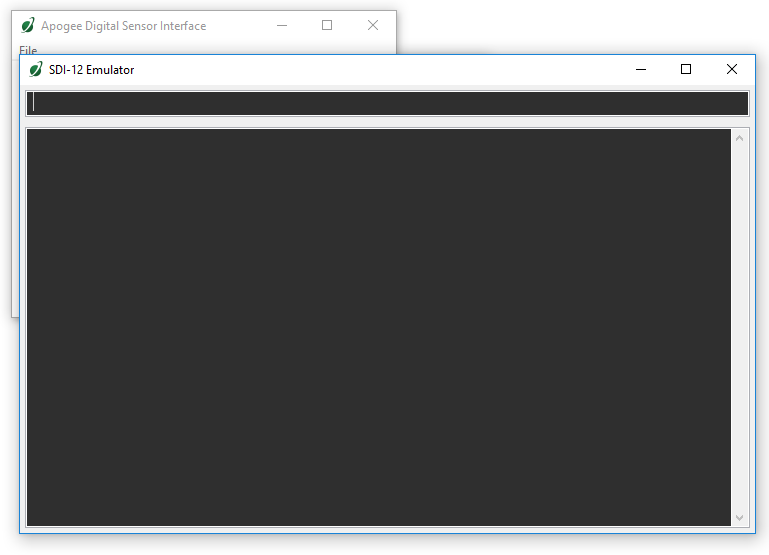 Apogee Digital Sensor Interface
File
SDI-12 Emulator